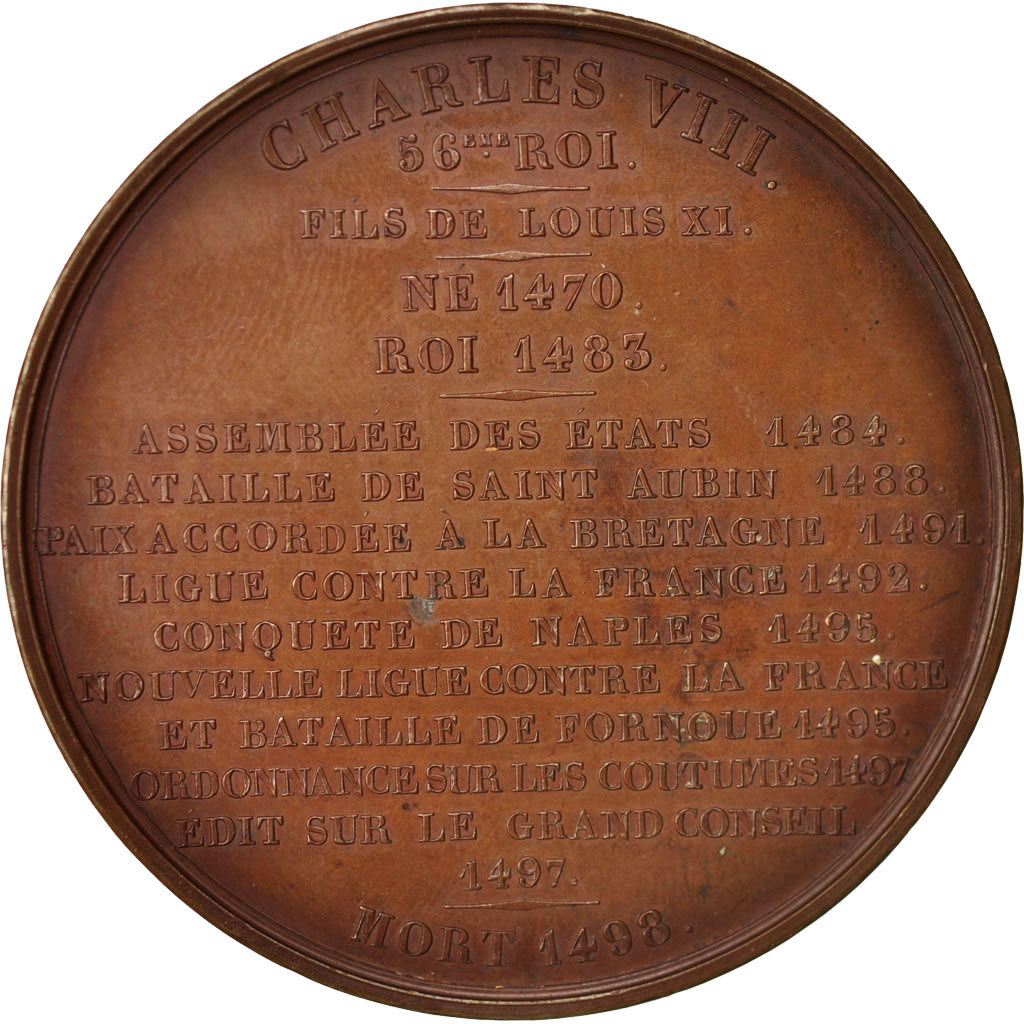 CHARLES VIII.
56EME. ROI.
FILS DE LOUIS XI.
NÉ 1470.
ROI 1483.
ASSEMBLÉE DES ÉTATS 1484.
BATAILLE DE SAINT AUBIN 1488.
PAIX ACCORDÉE À LA BRETAGNE 1491.
LIGUE CONTRE LA FRANCE 1492.
CONQUETE DE NAPLES 1495.
NOUVELLE LIGUE CONTRE LA FRANCE
ET BATAILLE DE FORNOUE 1495.
ORDONNANCE SUR LES COUTUMES 1497
ÉDIT SUR LE GRAND CONSEIL
1497.
MORT 1498.